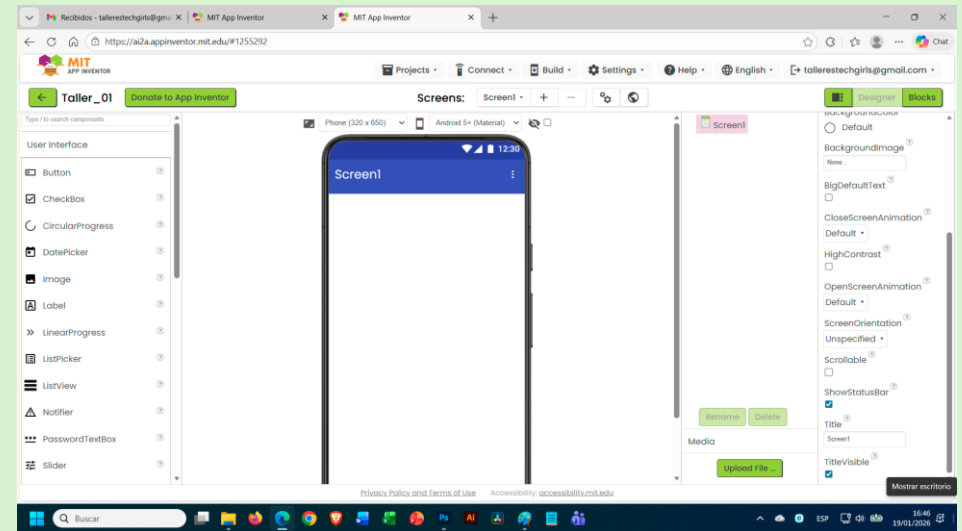 Recibidos - tallerestechgirls@gma
MIT App Inventor
MIT App Inventor
https://ai2a.appinventor.mit.edu/#1255292
Chat
MIT
APP INVENTOR
Projects
Connect
Build
Settings
Help
English
tallerestechgirls@gmail.com
Taller_01
Donate to App Inventor
Screens:
Screen1
Designer
Blocks
Type / to search components
User Interface
Button
CheckBox
CircularProgress
DatePicker
Image
Label
LinearProgress
ListPicker
ListView
Notifier
PasswordTextBox
Slider
Phone (320 x 650)
Android 5+ (Material)
12:30
Screen1
Screen1
Rename
Delete
Media
Upload File ...
BackgroundColor
Default
BackgroundImage
None...
BigDefaultText
CloseScreenAnimation
Default
HighContrast
OpenScreenAnimation
Default
ScreenOrientation
Unspecified
Scrollable
ShowStatusBar
Title
Screen1
TitleVisible
Mostrar escritorio
Privacy Policy and Terms of Use
Accessibility: accessibility.mit.edu
Buscar
ESP
16:46
19/01/2026